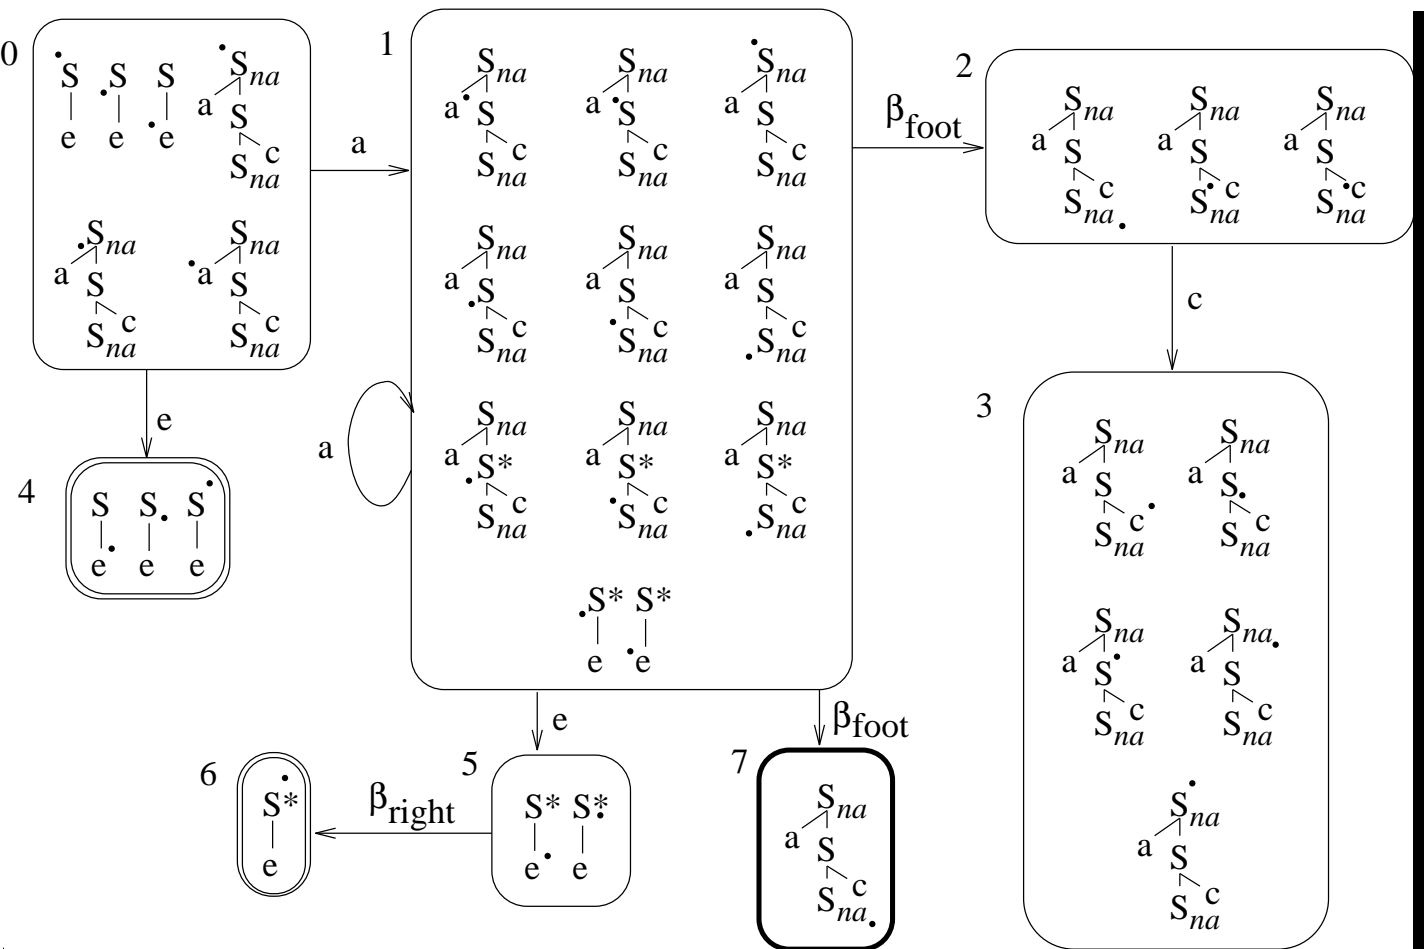 0
S S S S na
a
e e e S
c
S na
S na S na
a a
S S
c c
S na S na
a
e
4
S S S
e e e
1
S na S na S na
a a a
S S S
c c c
S na S na S na
S na S na S na
a a a
S S S
c c c
S na S na S na
S na S na S na
a a a
S* S* S*
c c c
S na S na S na
S* S*
e e
a
β foot
2
S na S na S na
a a a
S S S
c c c
S na S na S na
c
3
S na S na
a a
S S
c c
S na S na
S na S na
a a
S S
c c
S na S na
S na
a
S
c
S na
e
β foot
5
S* S*
e e
β right
6
S*
e
7
S na
a
S
c
S na